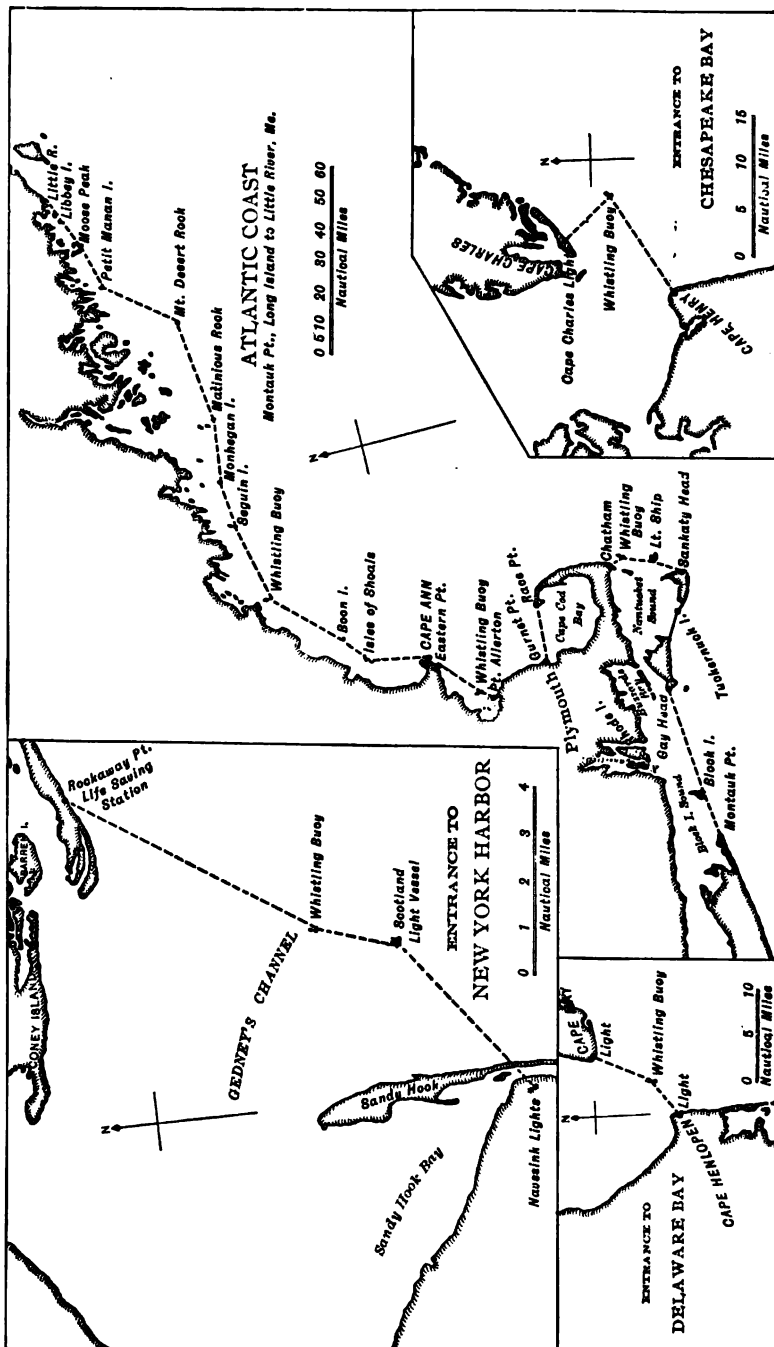 ATLANTIC COAST
Montauk Pt., Long Island to Little River, Me.
0 5 10 20 30 40 50 60
Nautical Miles
N
Little R.
Libbey I.
Moose Peak
Petit Manan I.
Mt. Desert Rock
Matinicus Rock
Monhegan I.
Seguin I.
Whistling Buoy
Boon I.
Isles of Shoals
CAPE ANN
Eastern Pt.
Whistling Buoy
Pt. Allerton
Gurnet Pt.
Race Pt.
Plymouth
Cape Cod
Bay
Chatham
Whistling
Buoy
Lt. Ship
Sankaty Head
Nantucket
Sound
Tuckernuck I.
Gay Head
Rhode I.
Block I. Sound
Block I.
Montauk Pt.
ENTRANCE TO
CHESAPEAKE BAY
0 5 10 15
Nautical Miles
N
CAPE CHARLES
Cape Charles Light
Whistling Buoy
CAPE HENRY
ENTRANCE TO
NEW YORK HARBOR
0 1 2 3 4
Nautical Miles
N
CONEY ISLAND
BARREN I.
Rockaway Pt.
Life Saving
Station
Whistling Buoy
GEDNEY'S CHANNEL
Scotland
Light Vessel
Sandy Hook
Sandy Hook Bay
Navesink Lights
ENTRANCE TO
DELAWARE BAY
0 5 10
Nautical Miles
N
CAPE MAY
Light
Whistling Buoy
Light
CAPE HENLOPEN